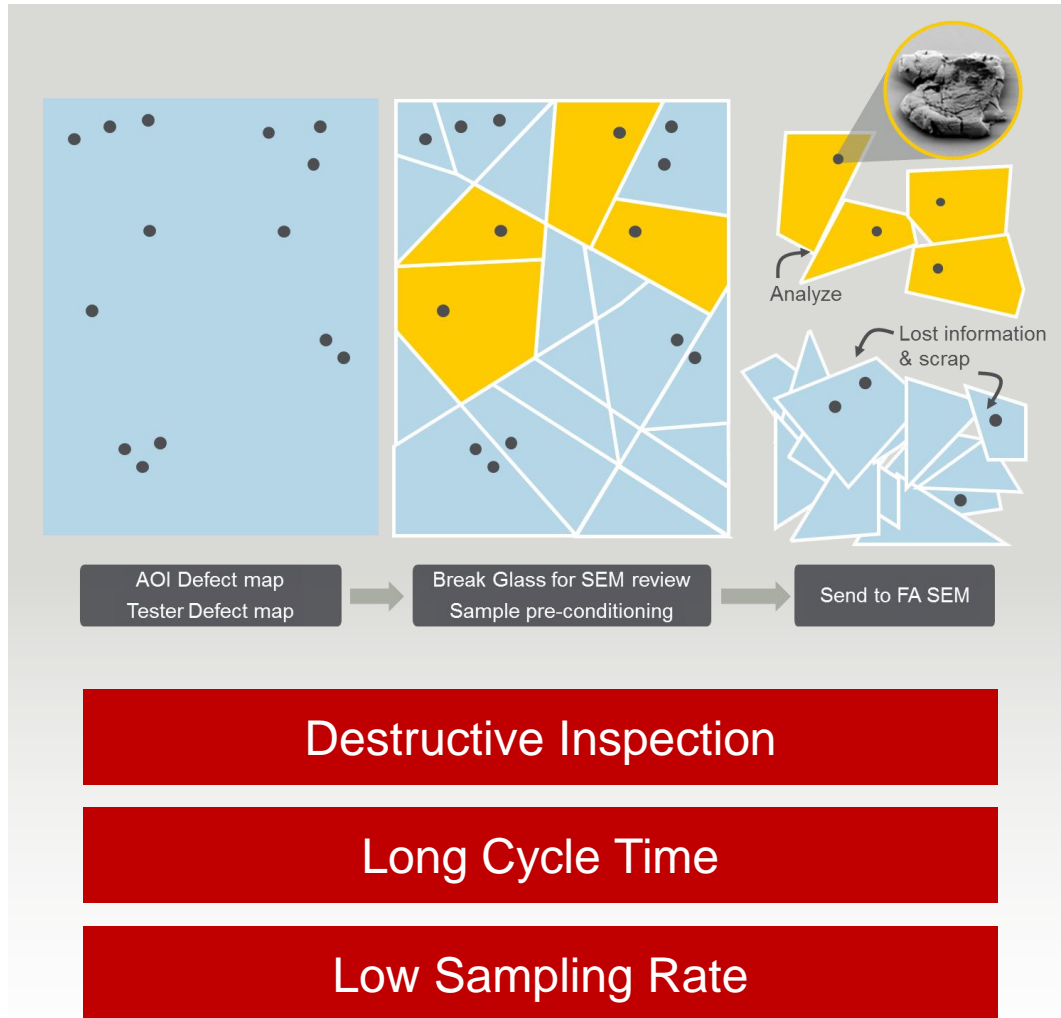 Analyze
Lost information
& scrap
AOI Defect map
Tester Defect map
Break Glass for SEM review
Sample pre-conditioning
Send to FA SEM
Destructive Inspection
Long Cycle Time
Low Sampling Rate